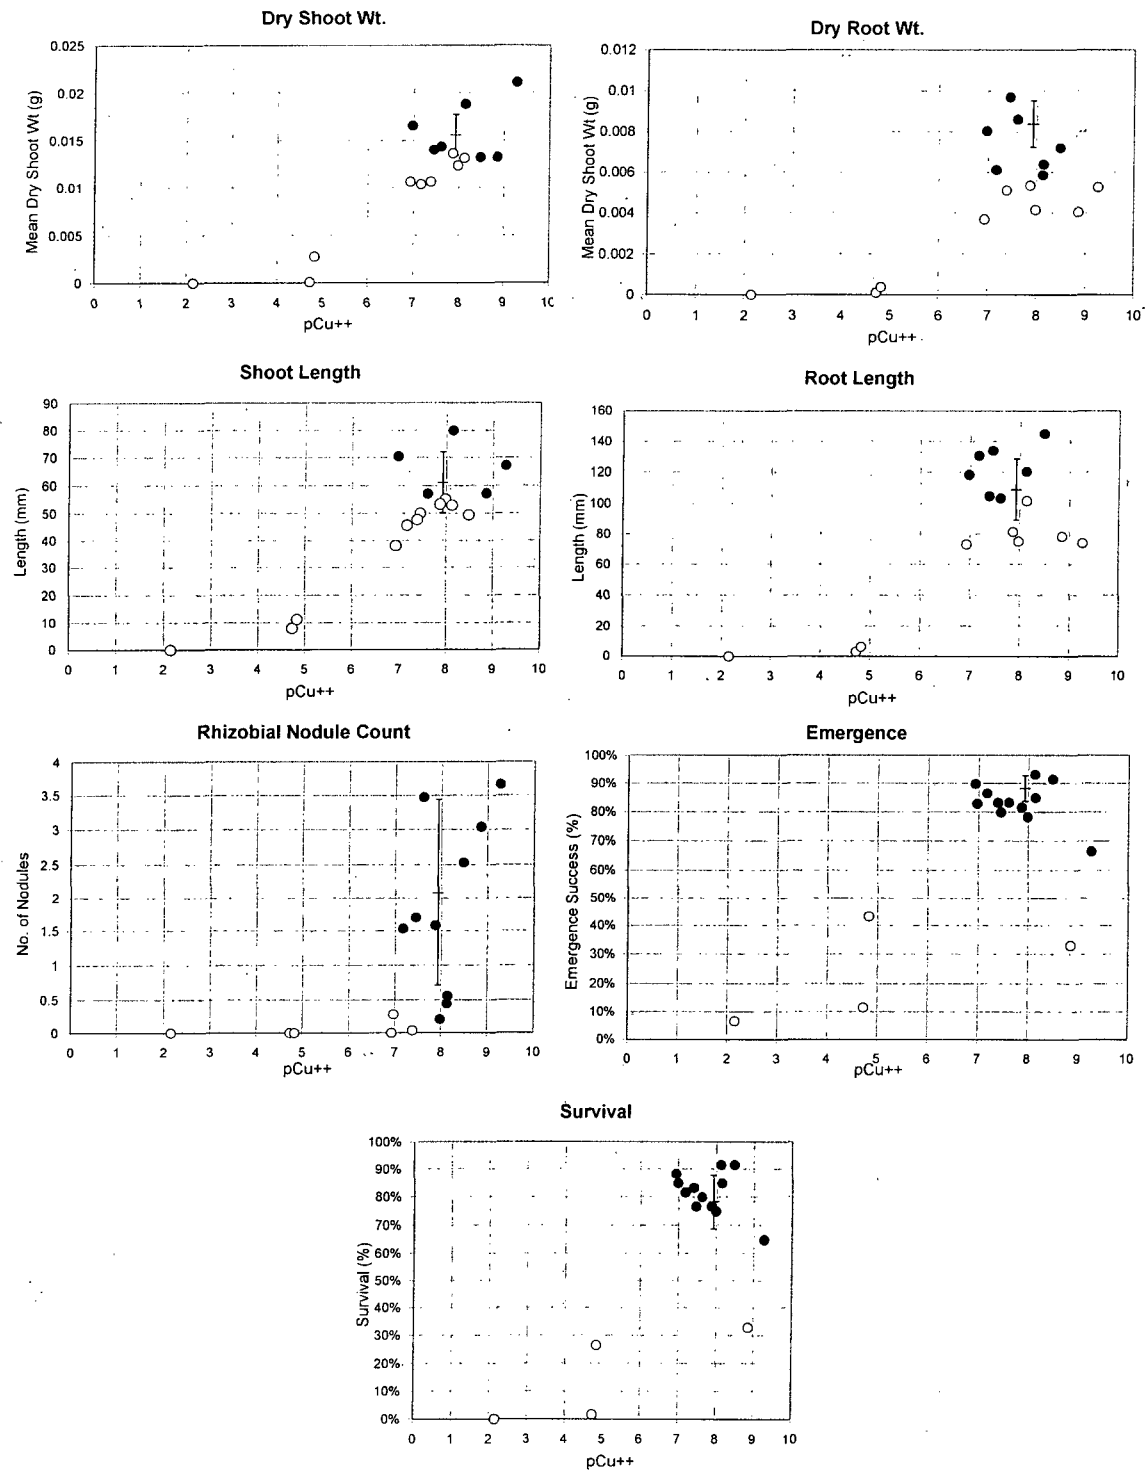 Dry Shoot Wt.
Mean Dry Shoot Wt (g)
0.025
0.02
0.015
0.01
0.005
0
0 1 2 3 4 5 6 7 8 9 10
pCu++
Dry Root Wt.
Mean Dry Shoot Wt (g)
0.012
0.01
0.008
0.006
0.004
0.002
0
0 1 2 3 4 5 6 7 8 9 10
pCu++
Shoot Length
Length (mm)
90
80
70
60
50
40
30
20
10
0
0 1 2 3 4 5 6 7 8 9 10
pCu++
Root Length
Length (mm)
160
140
120
100
80
60
40
20
0
0 1 2 3 4 5 6 7 8 9 10
pCu++
Rhizobial Nodule Count
No. of Nodules
4
3.5
3
2.5
2
1.5
1
0.5
0
0 1 2 3 4 5 6 7 8 9 10
pCu++
Emergence
Emergence Success (%)
100%
90%
80%
70%
60%
50%
40%
30%
20%
10%
0%
0 1 2 3 4 5 6 7 8 9 10
pCu++
Survival
Survival (%)
100%
90%
80%
70%
60%
50%
40%
30%
20%
10%
0%
0 1 2 3 4 5 6 7 8 9 10
pCu++